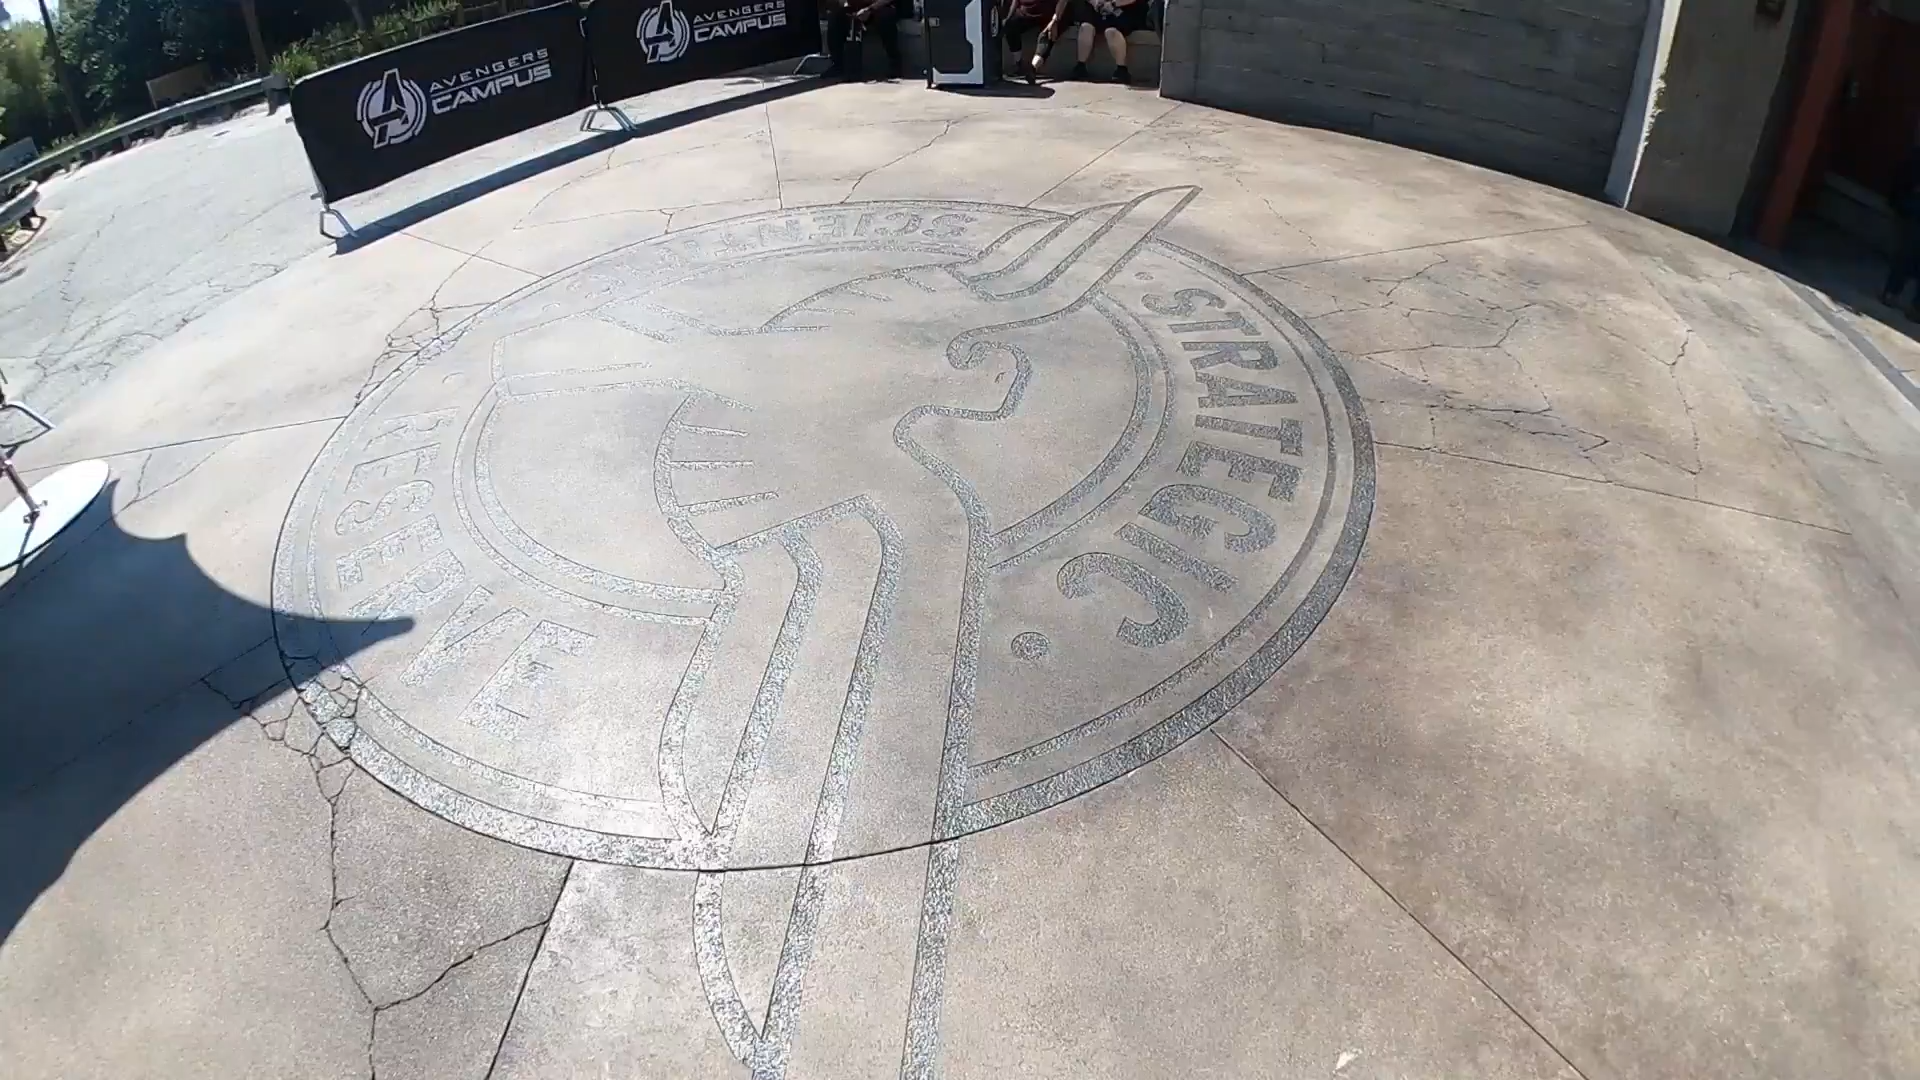 AVENGERS
CAMPUS
AVENGERS
CAMPUS
STRATEGIC
SCIENTIFIC
RESERVE